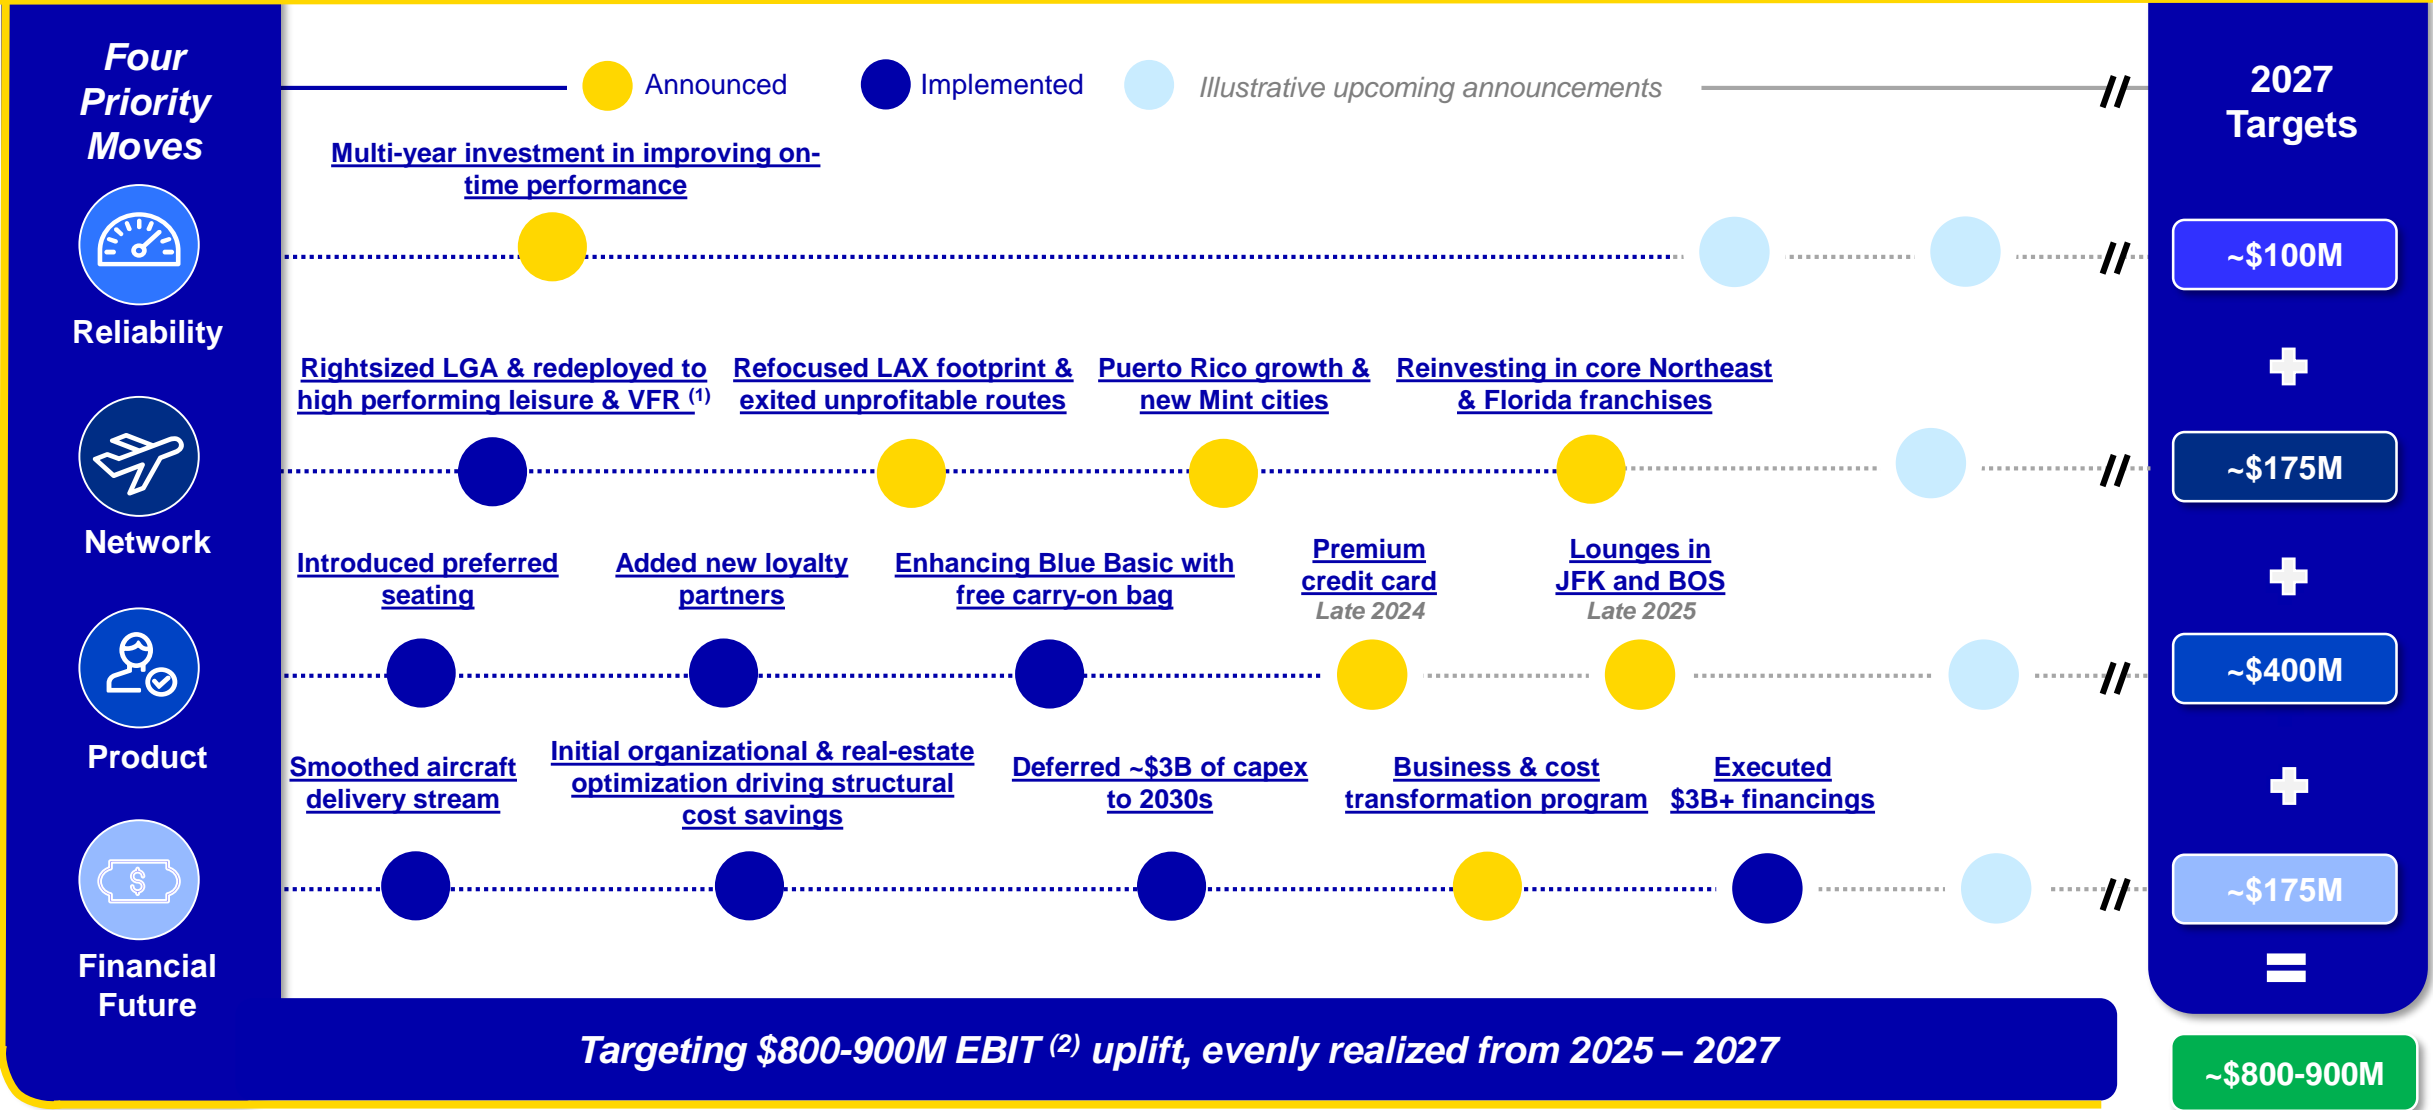 Four
Priority
Moves
Announced
Implemented
Illustrative upcoming announcements
2027
Targets
Multi-year investment in improving on-
time performance
Reliability
~$100M
Rightsized LGA & redeployed to
high performing leisure & VFR (1)
Refocused LAX footprint &
exited unprofitable routes
Puerto Rico growth &
new Mint cities
Reinvesting in core Northeast
& Florida franchises
Network
~$175M
Introduced preferred
seating
Added new loyalty
partners
Enhancing Blue Basic with
free carry-on bag
Premium
credit card
Late 2024
Lounges in
JFK and BOS
Late 2025
Product
~$400M
Smoothed aircraft
delivery stream
Initial organizational & real-estate
optimization driving structural
cost savings
Deferred ~$3B of capex
to 2030s
Business & cost
transformation program
Executed
$3B+ financings
$
Financial
Future
~$175M
Targeting $800-900M EBIT (2) uplift, evenly realized from 2025 – 2027
~$800-900M